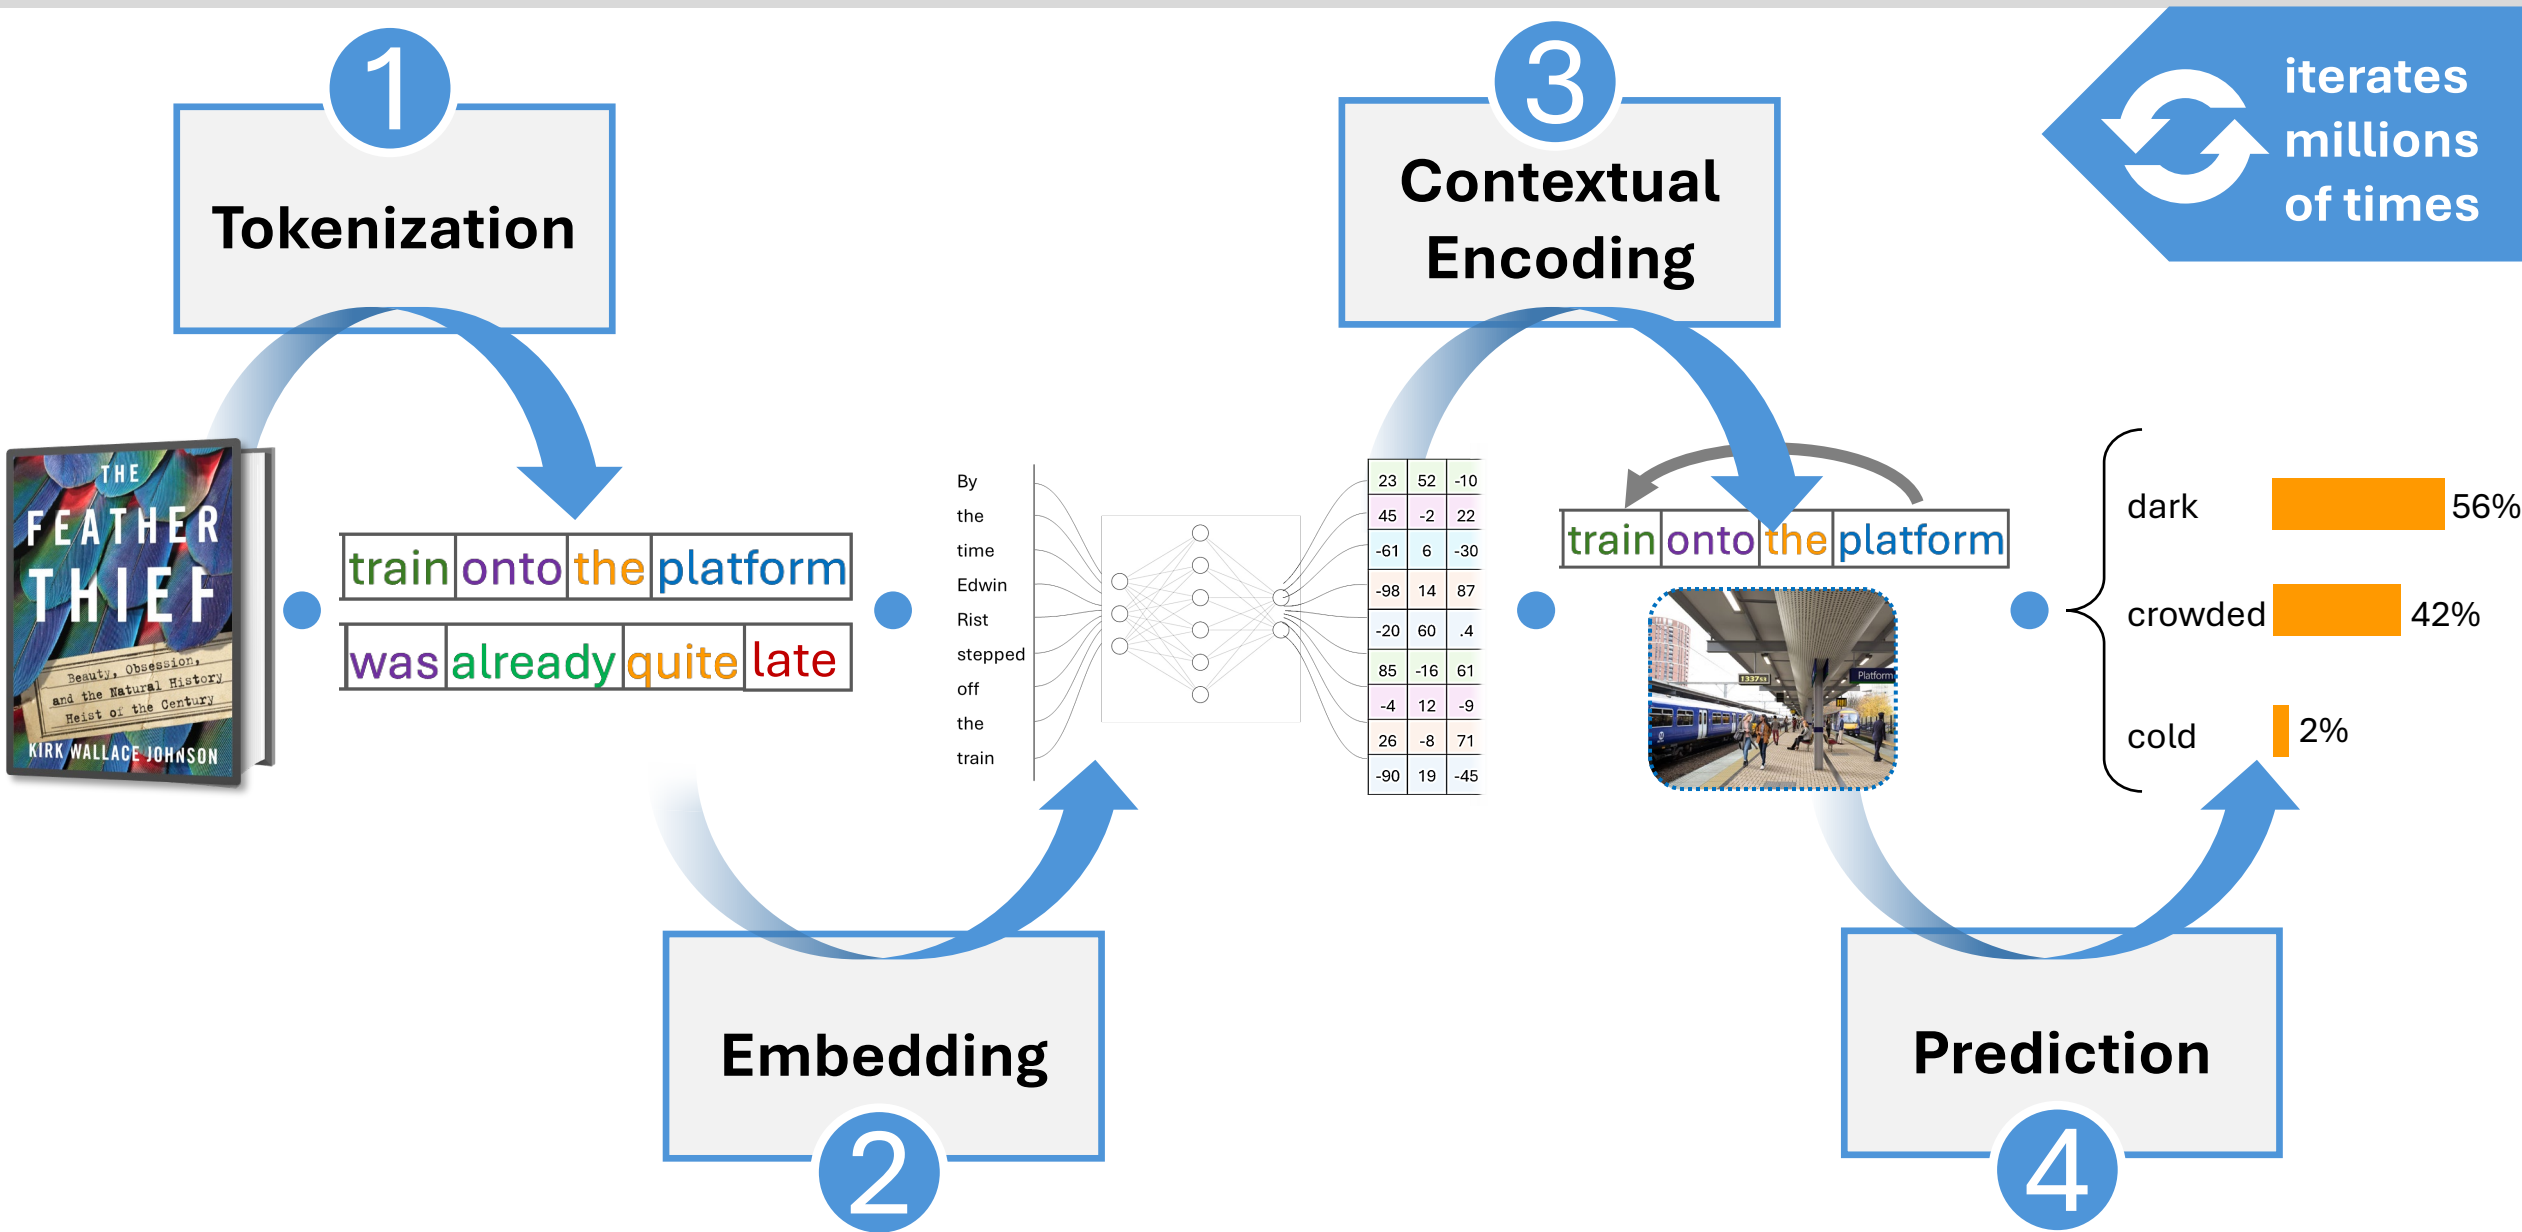 1
Tokenization
3
Contextual
Encoding
iterates
millions
of times
THE
FEATHER
THIEF
Beauty, Obsession,
and the Natural History
Heist of the Century
KIRK WALLACE JOHNSON
train onto the platform
was already quite late
By
the
time
Edwin
Rist
stepped
off
the
train
23 52 -10
45 -2 22
-61 6 -30
-98 14 87
-20 60 .4
85 -16 61
-4 12 -9
26 -8 71
-90 19 -45
train onto the platform
Platform
dark 56%
crowded 42%
cold 2%
Embedding
2
Prediction
4